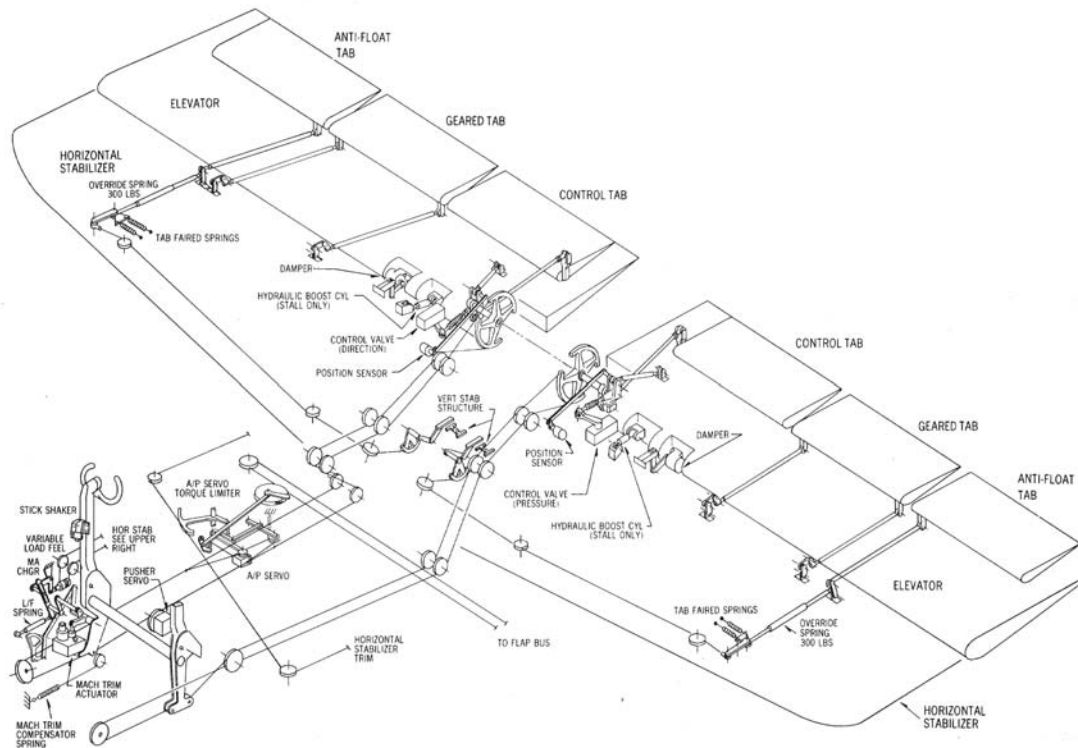 ANTI-FLOAT
TAB
ELEVATOR
GEARED TAB
HORIZONTAL
STABILIZER
OVERRIDE SPRING
300 LBS
CONTROL TAB
TAB FAIRED SPRINGS
DAMPER
HYDRAULIC BOOST CYL
(STALL ONLY)
CONTROL VALVE
(DIRECTION)
POSITION SENSOR
CONTROL TAB
VERT STAB
STRUCTURE
GEARED TAB
DAMPER
POSITION
SENSOR
ANTI-FLOAT
TAB
CONTROL VALVE
(PRESSURE)
HYDRAULIC BOOST CYL
(STALL ONLY)
A/P SERVO
TORQUE LIMITER
STICK SHAKER
HOR STAB
SEE UPPER
RIGHT
VARIABLE
LOAD FEEL
MA
CHGR
PUSHER
SERVO
A/P SERVO
L/F
SPRING
ELEVATOR
TAB FAIRED SPRINGS
OVERRIDE
SPRING
300 LBS
TO FLAP BUS
HORIZONTAL
STABILIZER
TRIM
MACH TRIM
ACTUATOR
MACH TRIM
COMPENSATOR
SPRING
HORIZONTAL
STABILIZER